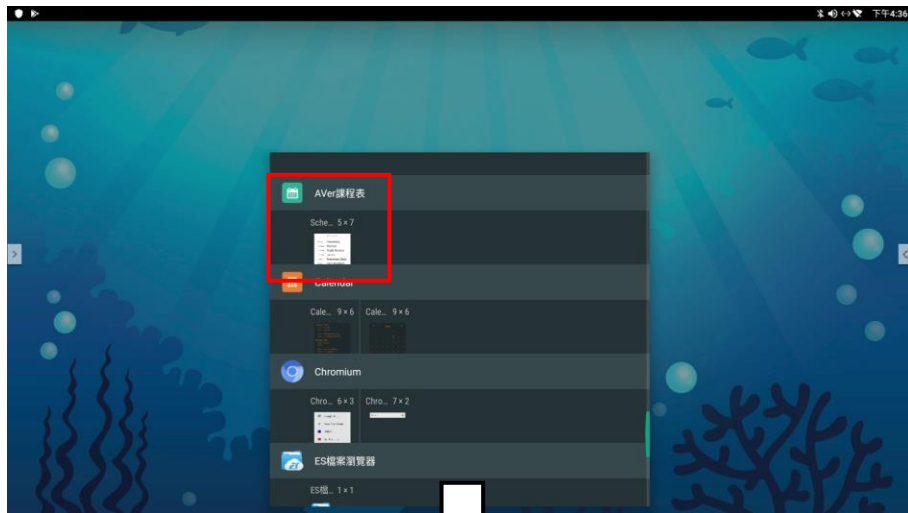 下午4:36
AVer課程表
Sche... 5×7
Calendar
Cale... 9×6 Cale... 9×6
Chromium
Chro... 6×3 Chro... 7×2
ES檔案瀏覽器
ES檔... 1×1